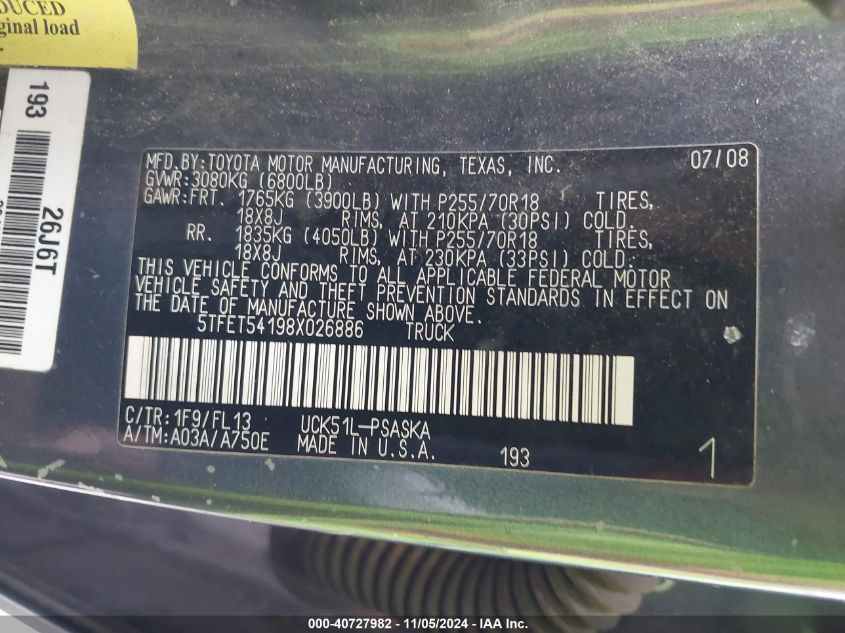 DUCED
ginal load
193
26J6T
MFD.BY:TOYOTA MOTOR MANUFACTURING, TEXAS, INC. 07/08
GVWR:3080KG (6800LB)
GAWR:FRT. 1765KG (3900LB) WITH P255/70R18 TIRES,
18X8J RIMS, AT 210KPA (30PSI) COLD.
RR. 1835KG (4050LB) WITH P255/70R18 TIRES,
18X8J RIMS, AT 230KPA (33PSI) COLD.
THIS VEHICLE CONFORMS TO ALL APPLICABLE FEDERAL MOTOR
VEHICLE SAFETY AND THEFT PREVENTION STANDARDS IN EFFECT ON
THE DATE OF MANUFACTURE SHOWN ABOVE.
5TFET54198X026886 TRUCK
C/TR:1F9/FL13 UCK51L-PSASKA
A/TM:A03A/A750E MADE IN U.S.A. 193 1
000-40727982 - 11/05/2024 - IAA Inc.